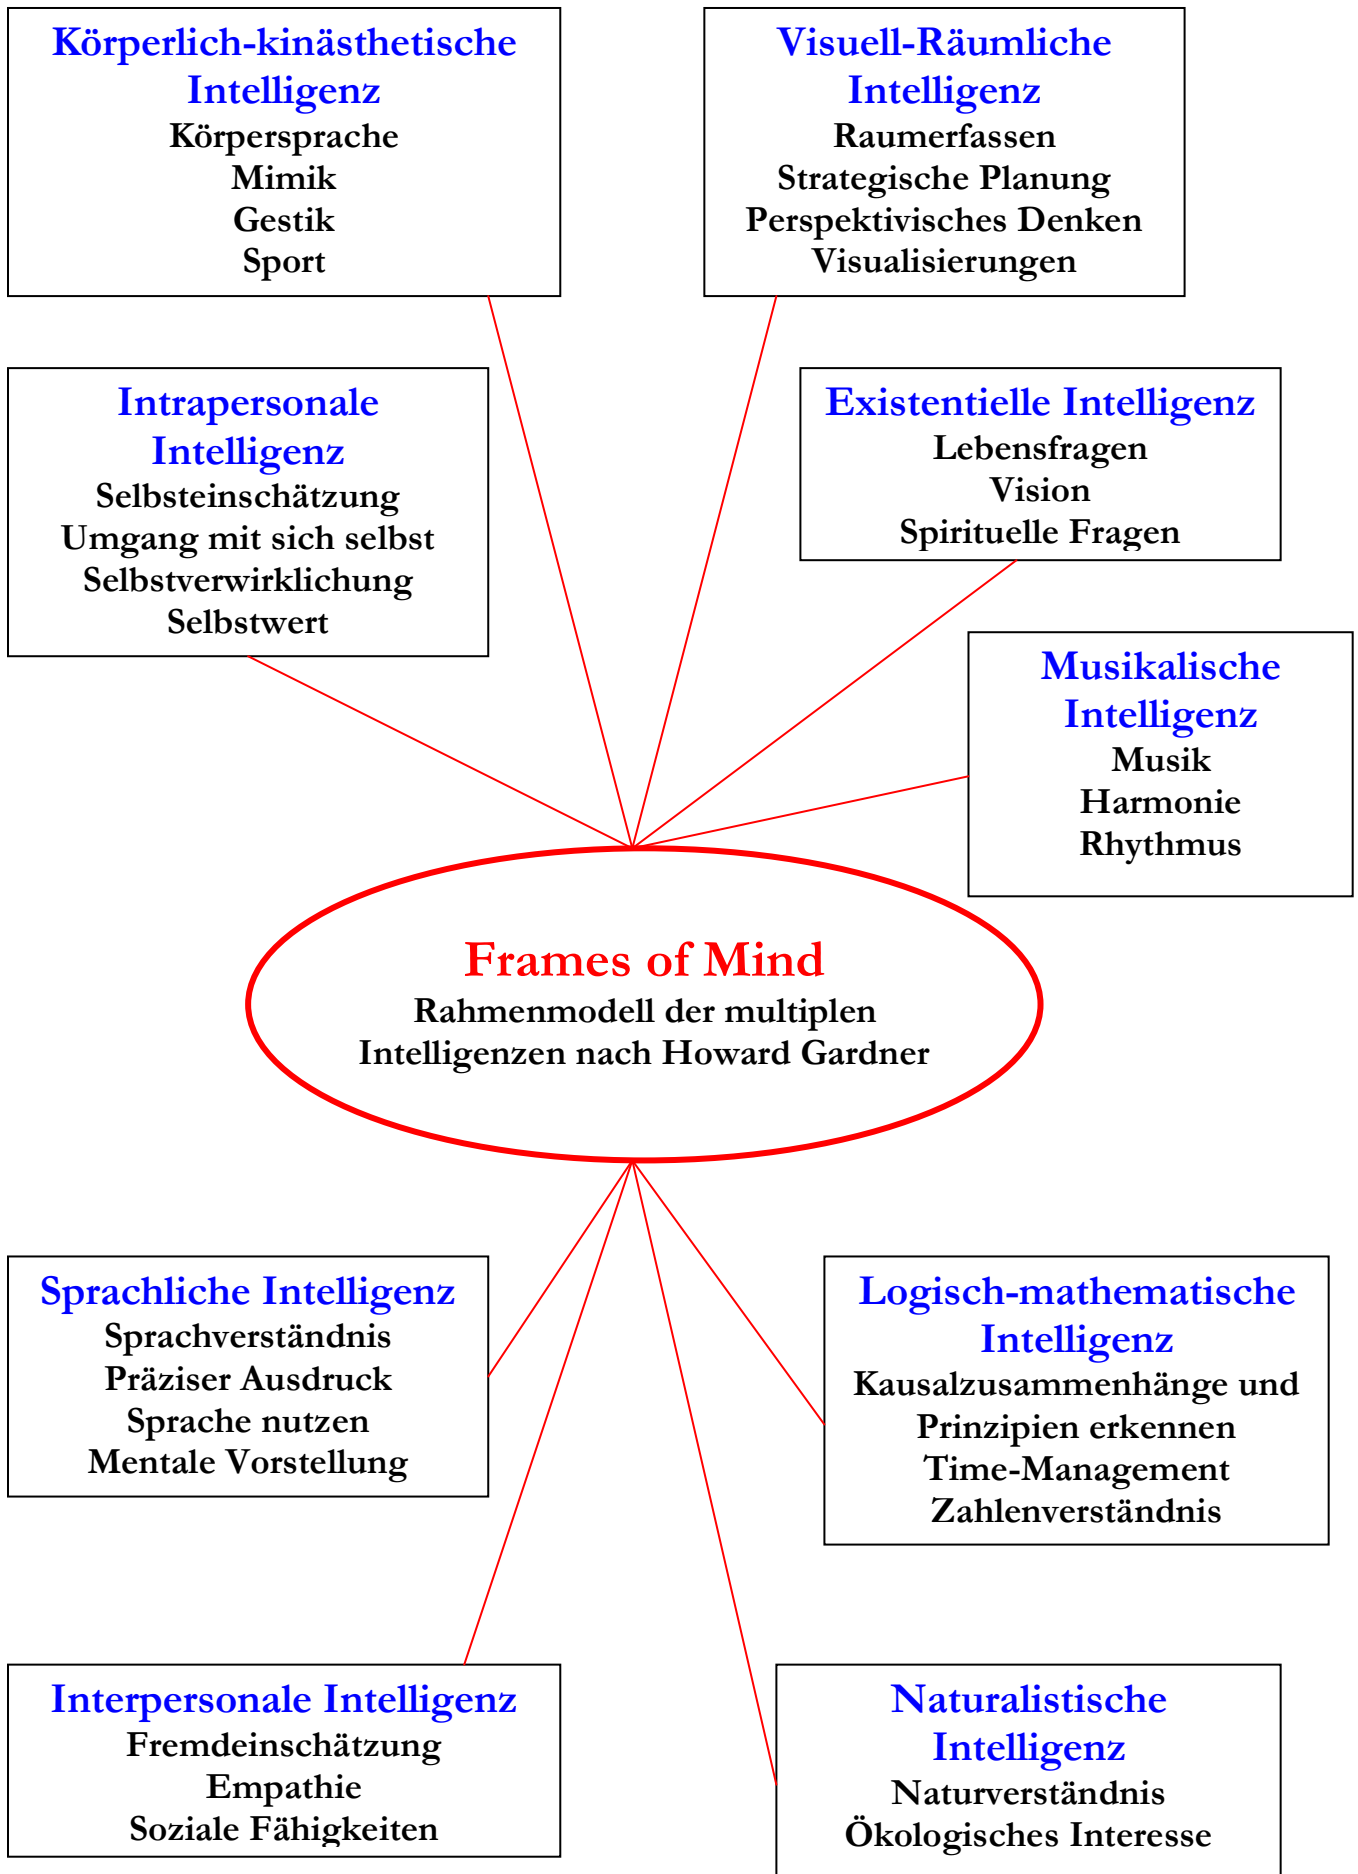 Körperlich-kinästhetische
Intelligenz
Körpersprache
Mimik
Gestik
Sport
Visuell-Räumliche
Intelligenz
Raumerfassen
Strategische Planung
Perspektivisches Denken
Visualisierungen
Intrapersonale
Intelligenz
Selbsteinschätzung
Umgang mit sich selbst
Selbstverwirklichung
Selbstwert
Existentielle Intelligenz
Lebensfragen
Vision
Spirituelle Fragen
Musikalische
Intelligenz
Musik
Harmonie
Rhythmus
Frames of Mind
Rahmenmodell der multiplen
Intelligenzen nach Howard Gardner
Sprachliche Intelligenz
Sprachverständnis
Präziser Ausdruck
Sprache nutzen
Mentale Vorstellung
Logisch-mathematische
Intelligenz
Kausalzusammenhänge und
Prinzipien erkennen
Time-Management
Zahlenverständnis
Interpersonale Intelligenz
Fremdeinschätzung
Empathie
Soziale Fähigkeiten
Naturalistische
Intelligenz
Naturverständnis
Ökologisches Interesse